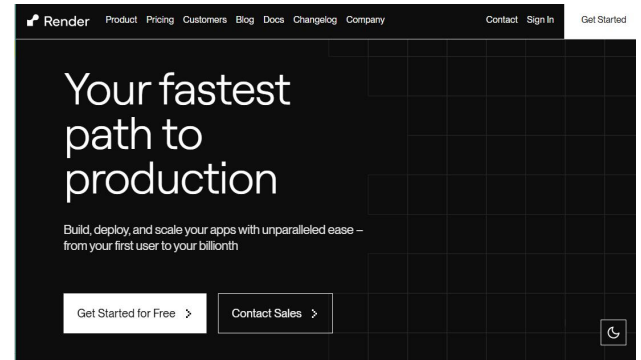 Render Product Pricing Customers Blog Docs Changelog Company Contact Sign In Get Started
Your fastest
path to
production
Build, deploy, and scale your apps with unparalleled ease –
from your first user to your billionth
Get Started for Free Contact Sales